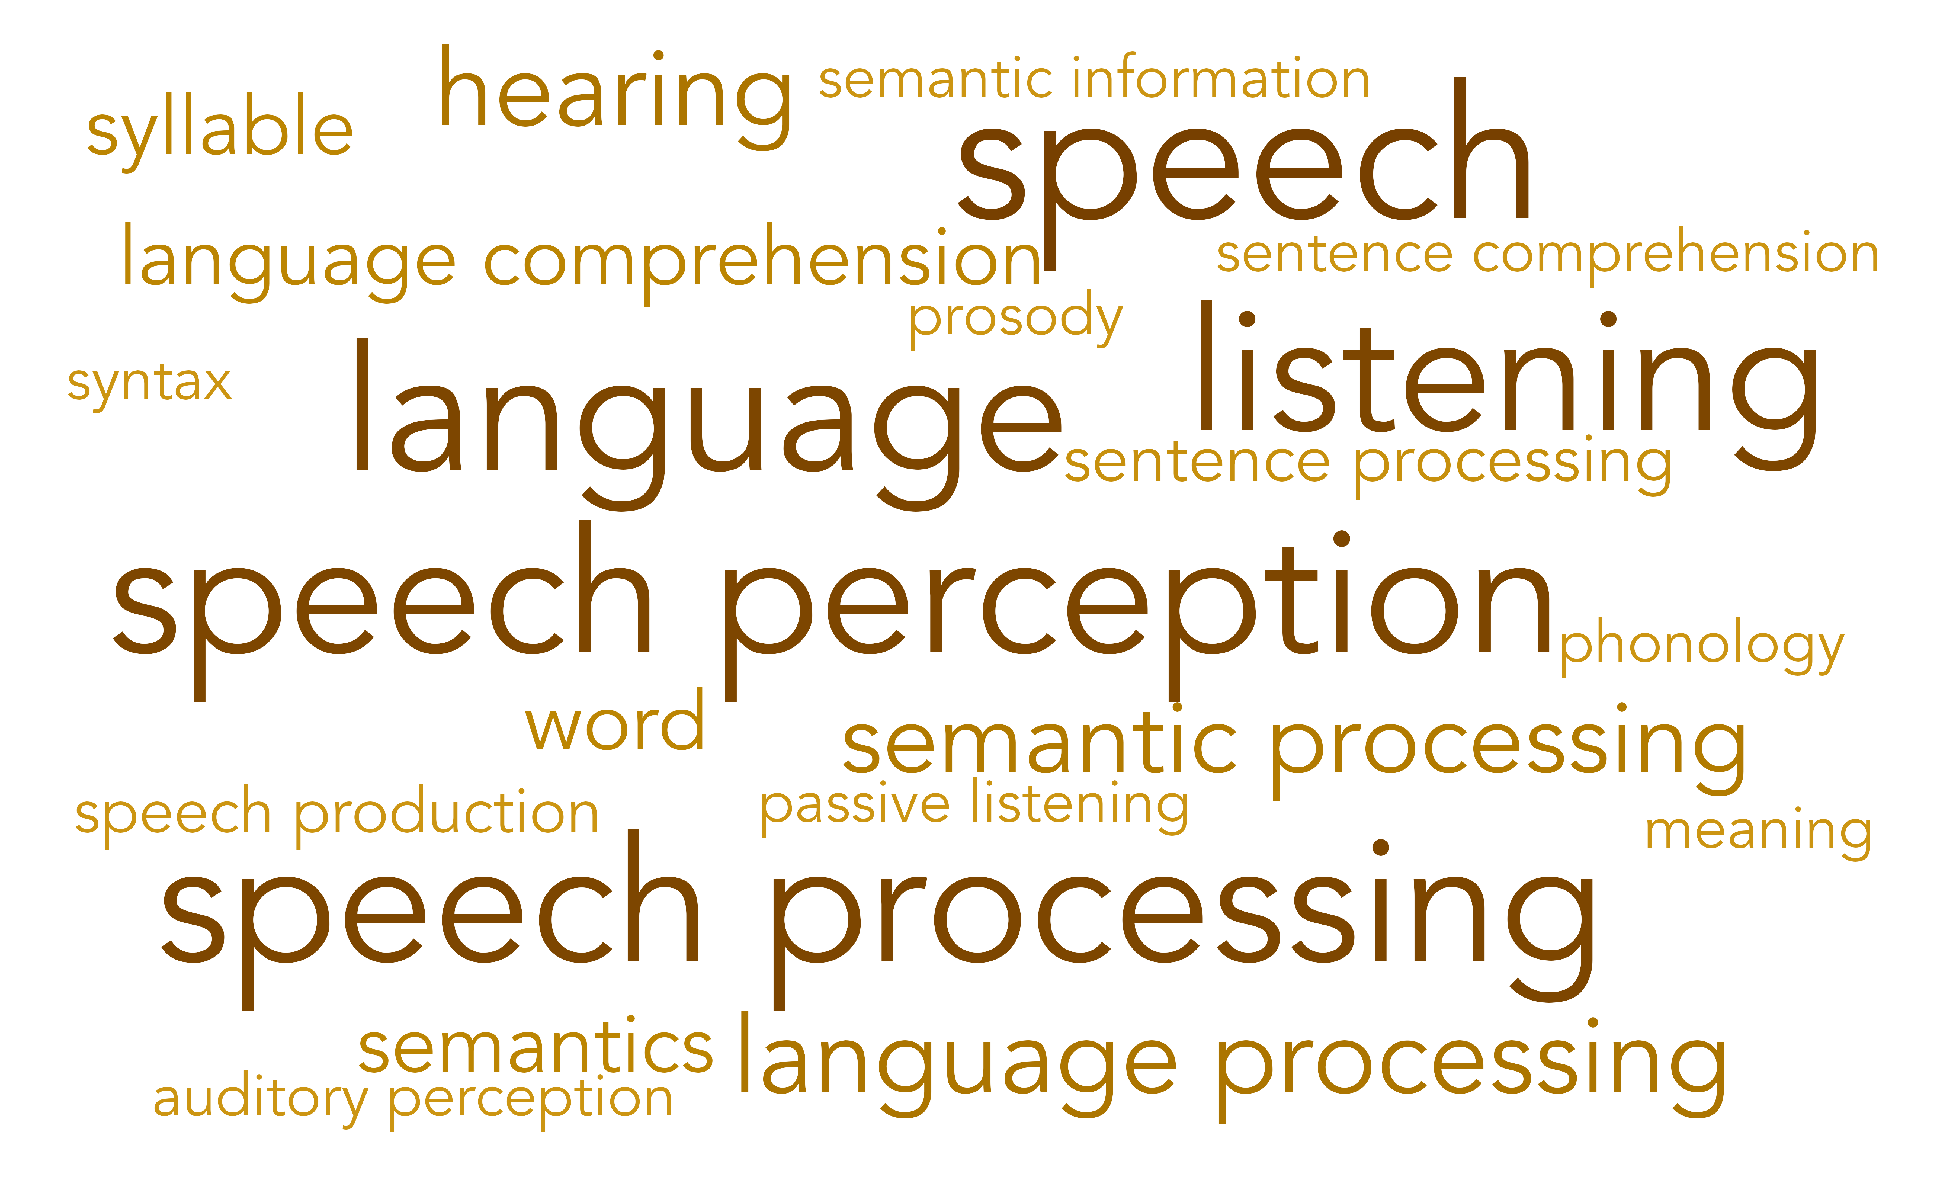 hearing
semantic information
syllable
speech
language comprehension
sentence comprehension
prosody
listening
syntax
language
sentence processing
speech perception
phonology
word
semantic processing
speech production
passive listening
meaning
speech processing
semantics
language processing
auditory perception